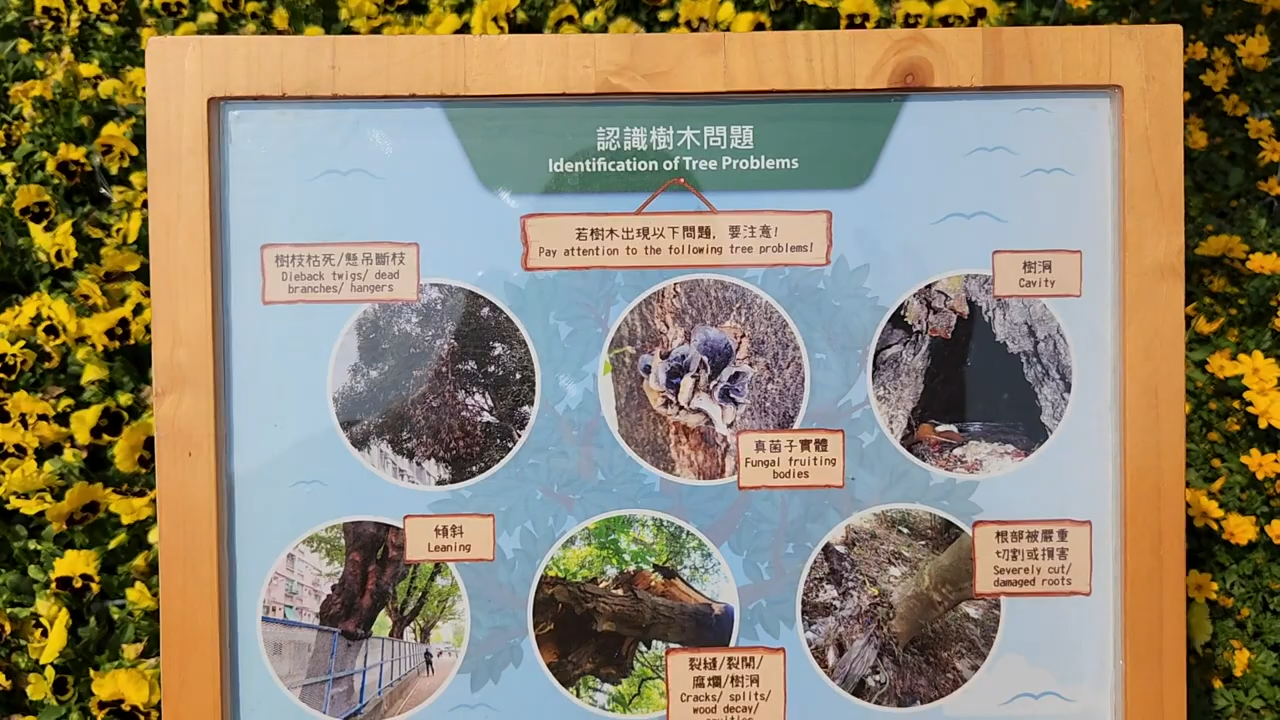 認識樹木問題
Identification of Tree Problems
若樹木出現以下問題，要注意！
Pay attention to the following tree problems!
樹枝枯死/懸吊斷枝
Dieback twigs/ dead
branches/ hangers
真菌子實體
Fungal fruiting
bodies
樹洞
Cavity
傾斜
Leaning
裂縫/裂開/
腐爛/樹洞
Cracks/ splits/
wood decay/
根部被嚴重
切割或損害
Severely cut/
damaged roots